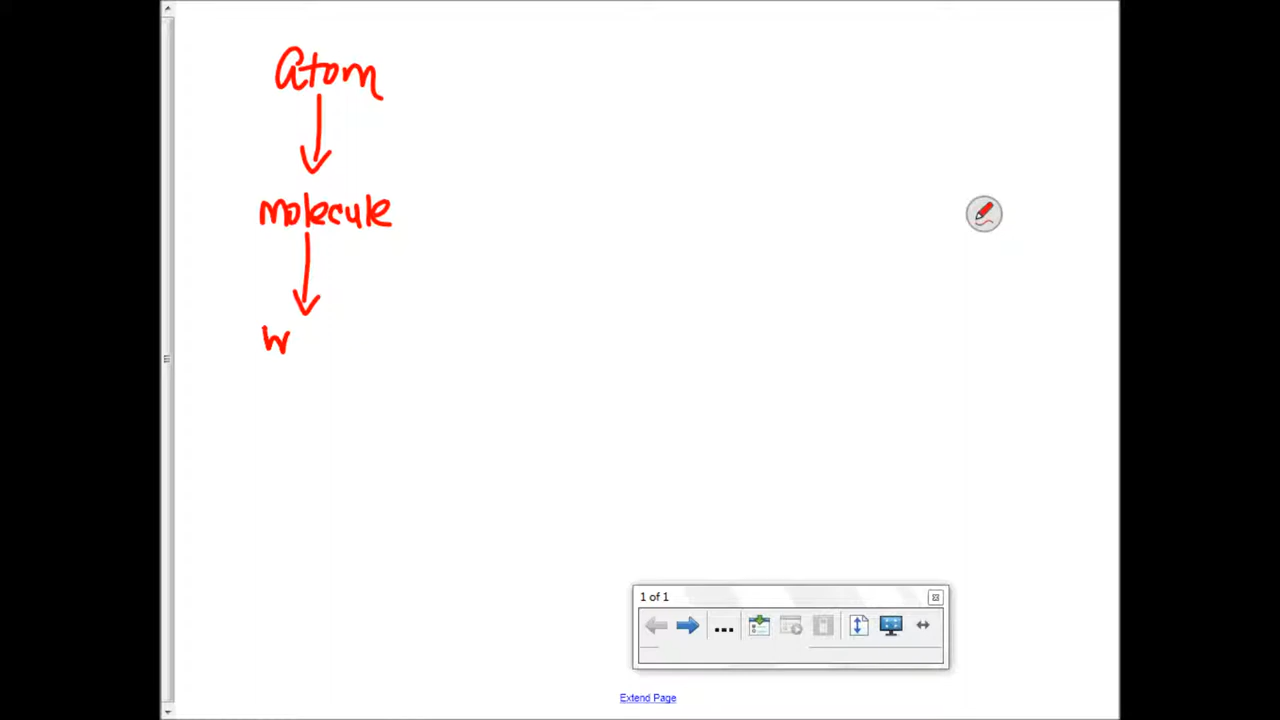 atom
molecule
1 of 1
...
Extend Page